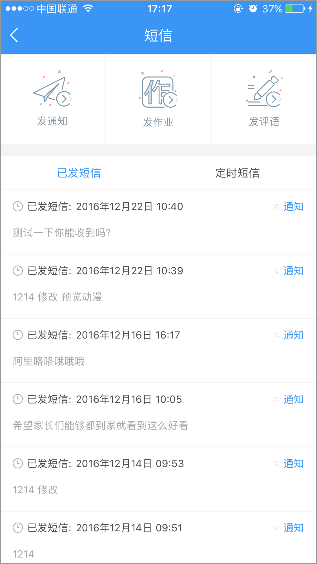 中国联通 17:17 37%
短信
发通知 发作业 发评语
已发短信 定时短信
已发短信: 2016年12月22日 10:40 通知
测试一下你能收到吗?
已发短信: 2016年12月22日 10:39 通知
1214 修改 预览动漫
已发短信: 2016年12月16日 16:17 通知
阿里咯咯哦哦哦
已发短信: 2016年12月16日 10:05 通知
希望家长们能够都到家就看到这么好看
已发短信: 2016年12月14日 09:53 通知
1214 修改
已发短信: 2016年12月14日 09:51 通知
1214